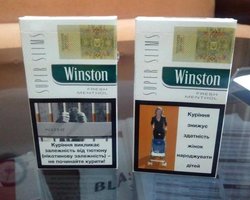 SUPER SLIMS
Winston
FRESH
MENTHOL
Куріння викликає
залежність від тютюну
(нікотинову залежність) -
не починайте курити!
SUPER SLIMS
Winston
FRESH
MENTHOL
Куріння
знижує
здатність
жінок
народжувати
дітей